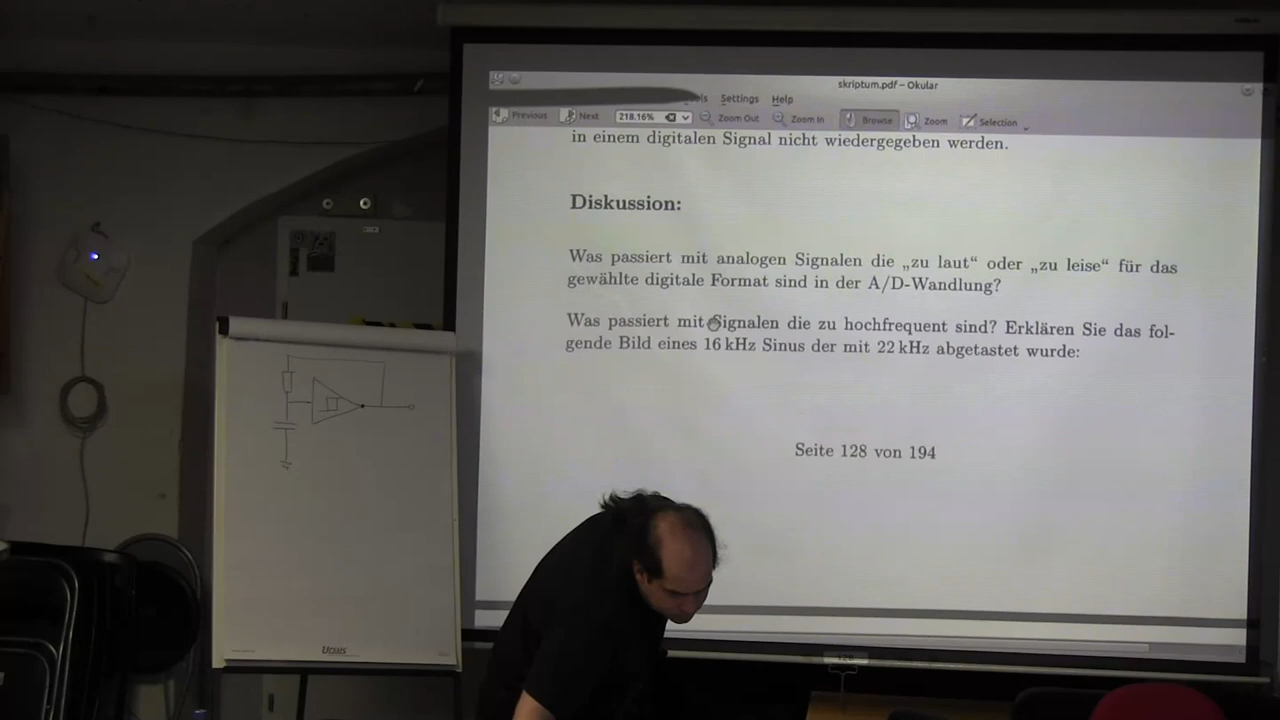 skriptum.pdf – Okular
Settings Help
Previous Next 218.16% Zoom Out Zoom In Browse Zoom Selection
in einem digitalen Signal nicht wiedergegeben werden.
Diskussion:
Was passiert mit analogen Signalen die „zu laut“ oder „zu leise“ für das
gewählte digitale Format sind in der A/D-Wandlung?
Was passiert mit Signalen die zu hochfrequent sind? Erklären Sie das fol-
gende Bild eines 16 kHz Sinus der mit 22 kHz abgetastet wurde:
Seite 128 von 194